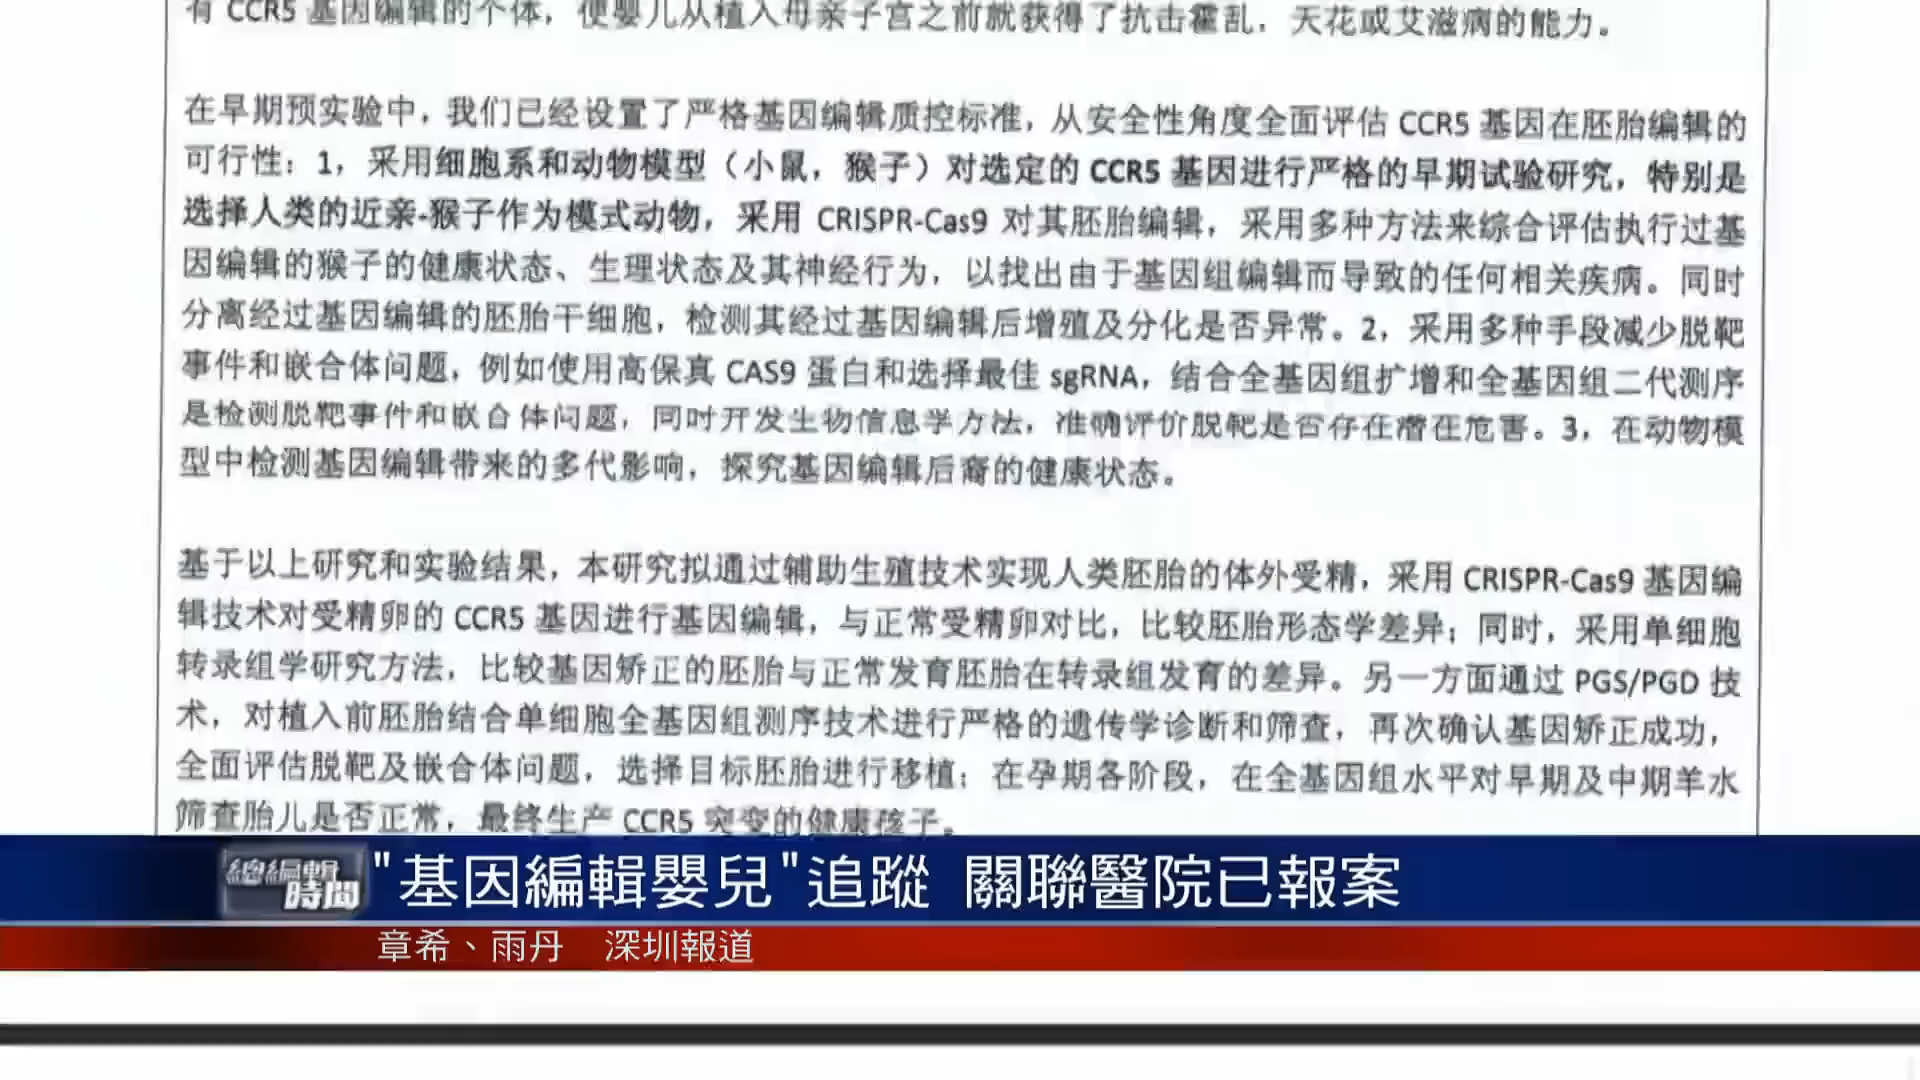 有 CCR5 基因编辑的个体，使婴儿从植入母亲子宫之前就获得了抗击霍乱，天花或艾滋病的能力。
在早期预实验中，我们已经设置了严格基因编辑质控标准，从安全性角度全面评估 CCR5 基因在胚胎编辑的
可行性：1，采用细胞系和动物模型（小鼠，猴子）对选定的 CCR5 基因进行严格的早期试验研究，特别是
选择人类的近亲-猴子作为模式动物，采用 CRISPR-Cas9 对其胚胎编辑，采用多种方法来综合评估执行过基
因编辑的猴子的健康状态、生理状态及其神经行为，以找出由于基因组编辑而导致的任何相关疾病。同时
分离经过基因编辑的胚胎干细胞，检测其经过基因编辑后增殖及分化是否异常。2，采用多种手段减少脱靶
事件和嵌合体问题，例如使用高保真 CAS9 蛋白和选择最佳 sgRNA，结合全基因组扩增和全基因组二代测序
是检测脱靶事件和嵌合体问题，同时开发生物信息学方法，准确评价脱靶是否存在潜在危害。3，在动物模
型中检测基因编辑带来的多代影响，探究基因编辑后裔的健康状态。
基于以上研究和实验结果，本研究拟通过辅助生殖技术实现人类胚胎的体外受精，采用 CRISPR-Cas9 基因编
辑技术对受精卵的 CCR5 基因进行基因编辑，与正常受精卵对比，比较胚胎形态学差异；同时，采用单细胞
转录组学研究方法，比较基因矫正的胚胎与正常发育胚胎在转录组发育的差异。另一方面通过 PGS/PGD 技
术，对植入前胚胎结合单细胞全基因组测序技术进行严格的遗传学诊断和筛查，再次确认基因矫正成功，
全面评估脱靶及嵌合体问题，选择目标胚胎进行移植；在孕期各阶段，在全基因组水平对早期及中期羊水
筛查胎儿是否正常，最终生产 CCR5 突变的健康孩子。
總編輯時間
"基因編輯嬰兒"追蹤 關聯醫院已報案
章希、雨丹 深圳報道